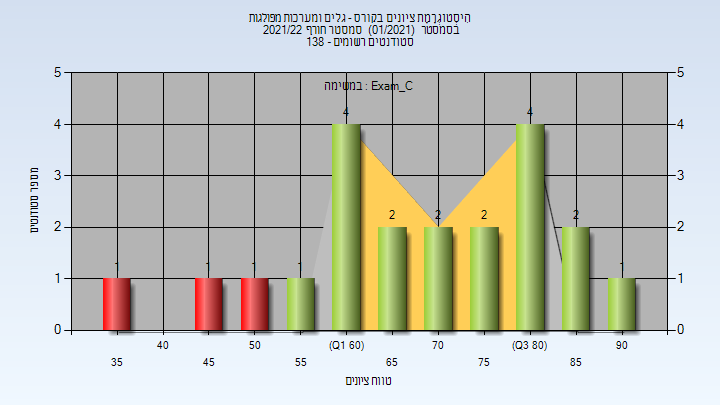 היסטוגרמת ציונים בקורס - גלים ומערכות מפולגות
בסמסטר (01/2021) סמסטר חורף 2021/22
סטודנטים רשומים - 138
במשימה : Exam_C
מספר סטודנטים
5 5
4 4
3 3
2 2
1 1
0 0
1 1 1 1 4 2 2 2 4 2 1
40 50 (Q1 60) 70 (Q3 80) 90
35 45 55 65 75 85
טווח ציונים